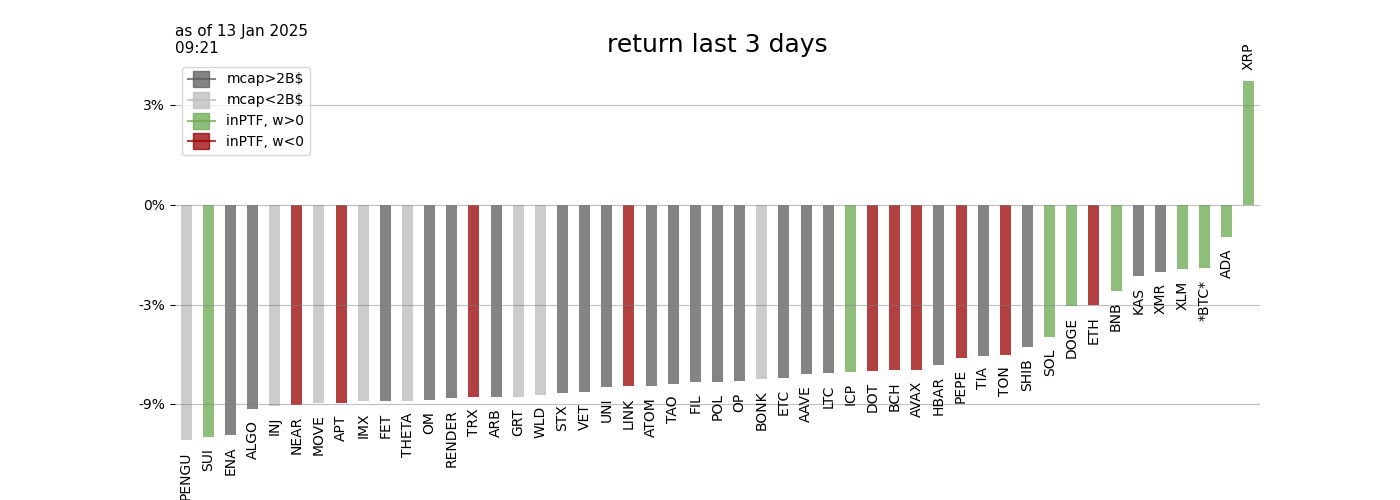 as of 13 Jan 2025
09:21
return last 3 days
mcap>2B$
mcap<2B$
inPTF, w>0
inPTF, w<0
3%
0%
-3%
-9%
PENGU
SUI
ENA
ALGO
INJ
NEAR
MOVE
APT
IMX
FET
THETA
OM
RENDER
TRX
ARB
GRT
WLD
STX
VET
UNI
LINK
ATOM
TAO
FIL
POL
OP
BONK
ETC
AAVE
LTC
ICP
DOT
BCH
AVAX
HBAR
PEPE
TIA
TON
SHIB
SOL
DOGE
ETH
BNB
KAS
XMR
XLM
*BTC*
ADA
XRP